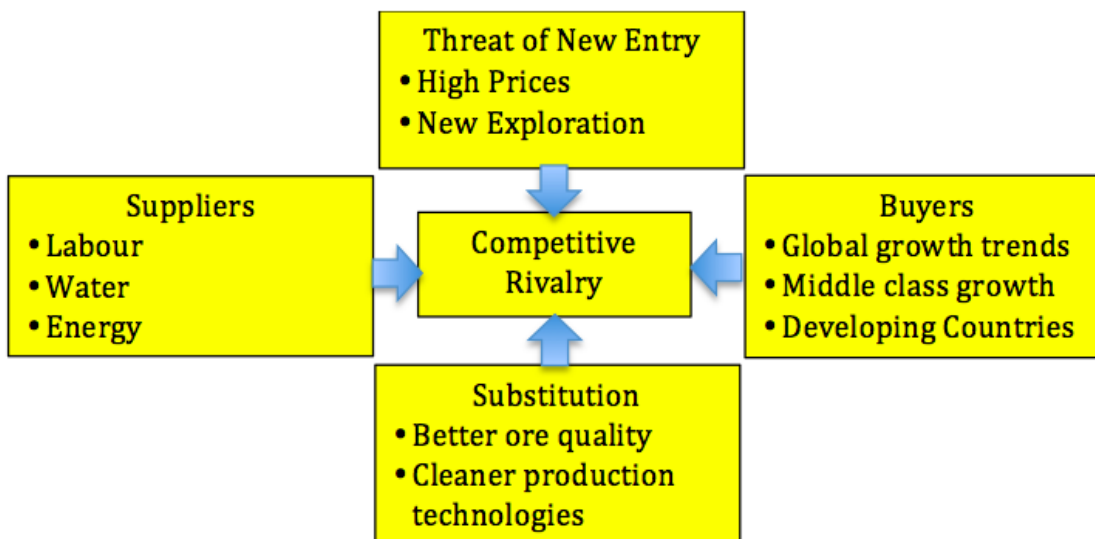 Threat of New Entry
• High Prices
• New Exploration
Suppliers
• Labour
• Water
• Energy
Competitive
Rivalry
Buyers
• Global growth trends
• Middle class growth
• Developing Countries
Substitution
• Better ore quality
• Cleaner production
technologies